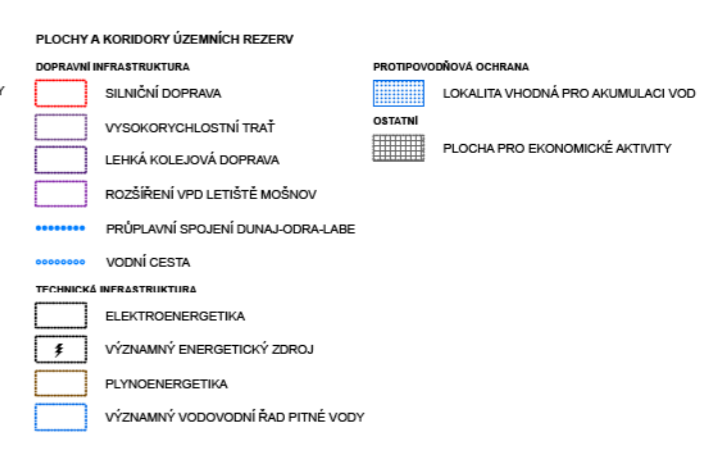 PLOCHY A KORIDORY ÚZEMNÍCH REZERV
DOPRAVNÍ INFRASTRUKTURA
Y
SILNIČNÍ DOPRAVA
VYSOKORYCHLOSTNÍ TRAŤ
LEHKÁ KOLEJOVÁ DOPRAVA
ROZŠÍŘENÍ VPD LETIŠTĚ MOŠNOV
PRŮPLAVNÍ SPOJENÍ DUNAJ-ODRA-LABE
VODNÍ CESTA
TECHNICKÁ INFRASTRUKTURA
ELEKTROENERGETIKA
VÝZNAMNÝ ENERGETICKÝ ZDROJ
PLYNOENERGETIKA
VÝZNAMNÝ VODOVODNÍ ŘAD PITNÉ VODY
PROTIPOVODŇOVÁ OCHRANA
LOKALITA VHODNÁ PRO AKUMULACI VOD
OSTATNÍ
PLOCHA PRO EKONOMICKÉ AKTIVITY